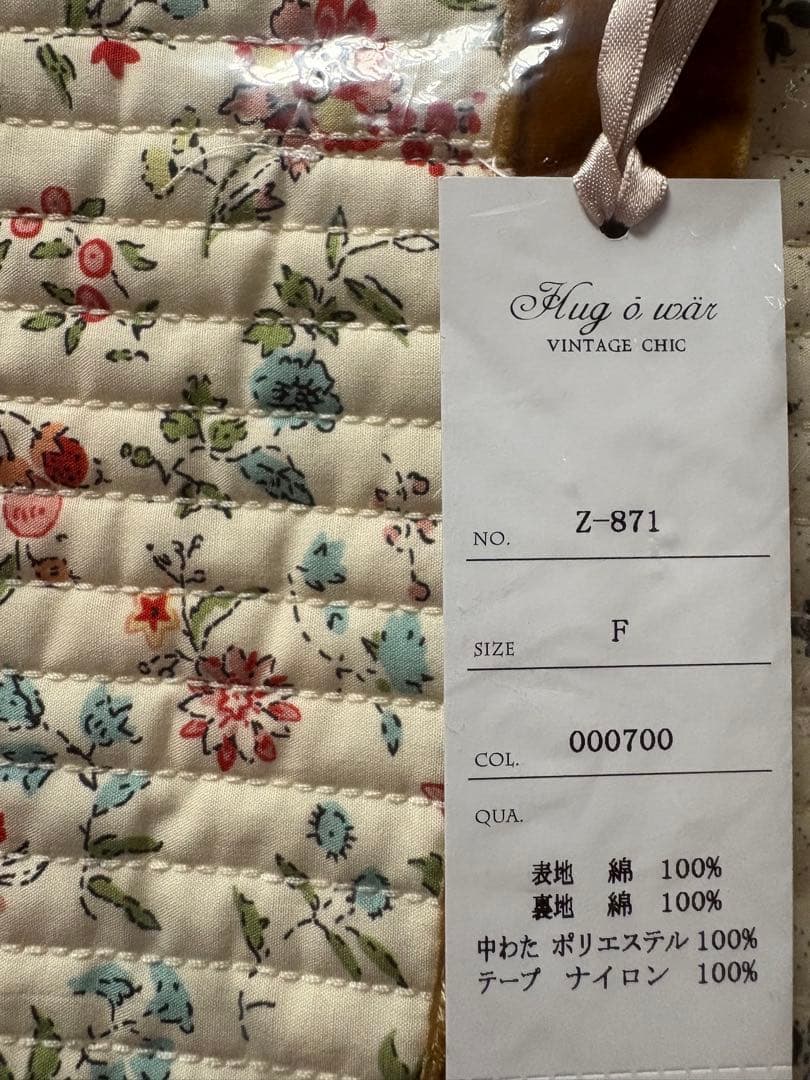 Hug ō wär
VINTAGE CHIC
NO. Z-871
SIZE F
COL. 000700
QUA.
表地 綿 100%
裏地 綿 100%
中わた ポリエステル 100%
テープ ナイロン 100%